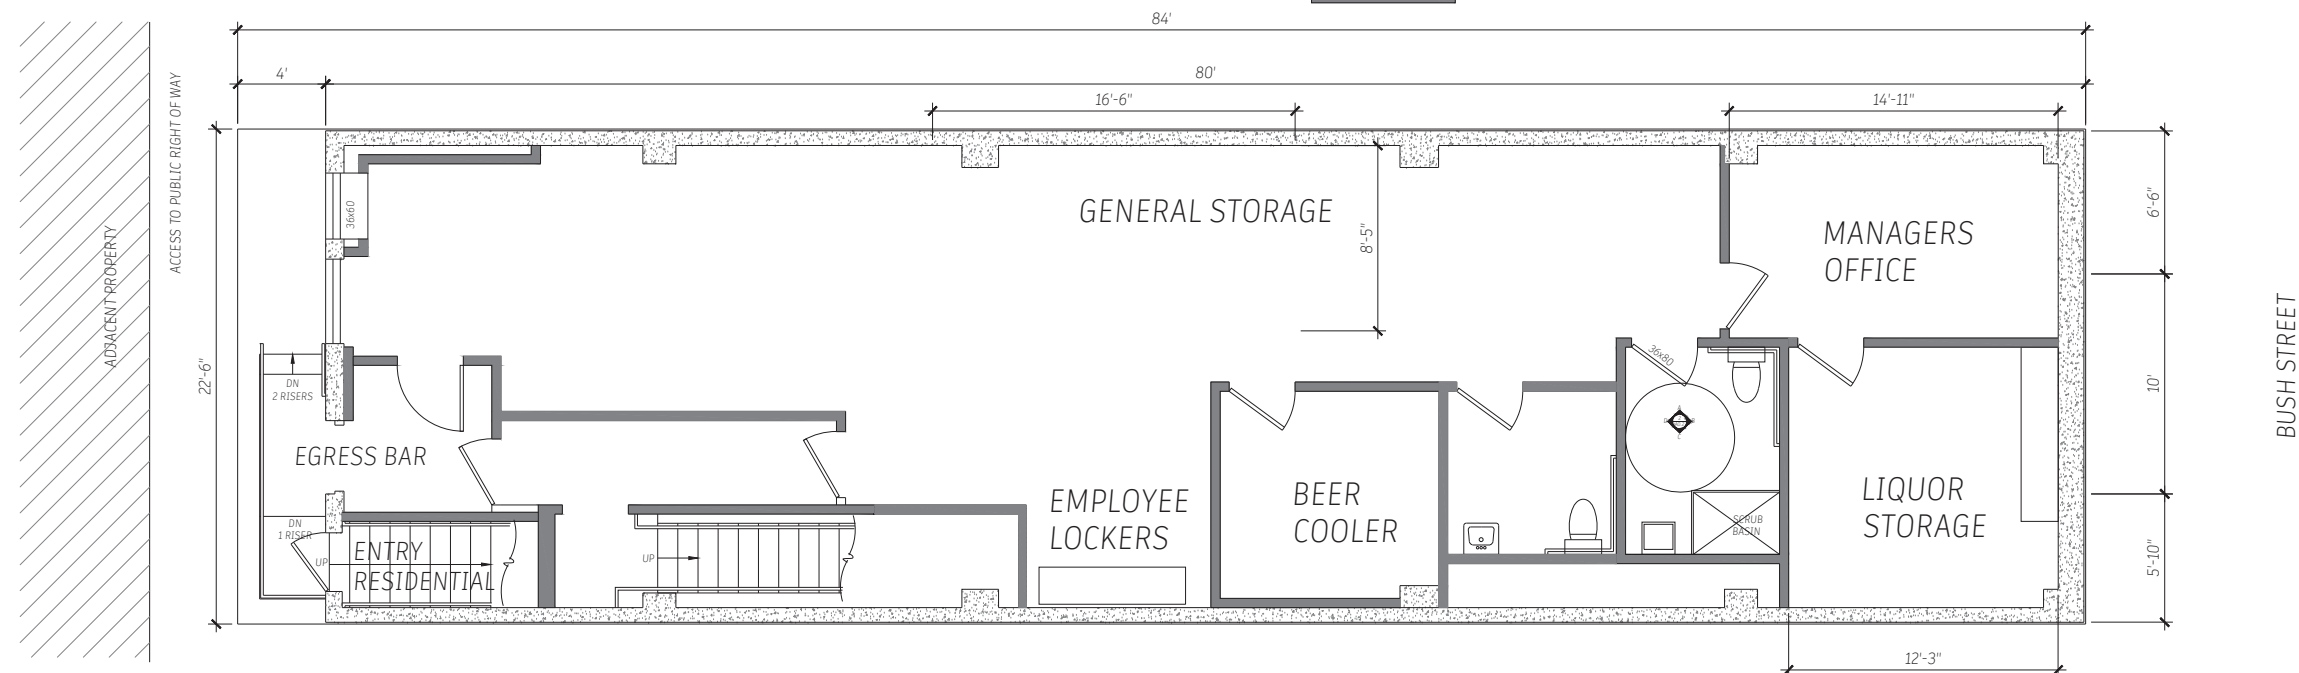 84'
4'
80'
16'-6"
14'-11"
ADJACENT PROPERTY
ACCESS TO PUBLIC RIGHT OF WAY
22'-6"
36x60
GENERAL STORAGE
8'-5"
MANAGERS
OFFICE
6'-6"
BUSH STREET
DN
2 RISERS
EGRESS BAR
36x80
10'
EMPLOYEE
LOCKERS
BEER
COOLER
LIQUOR
STORAGE
SCRUB
BASIN
DN
1 RISER
UP
ENTRY
RESIDENTIAL
UP
5'-10"
12'-3"